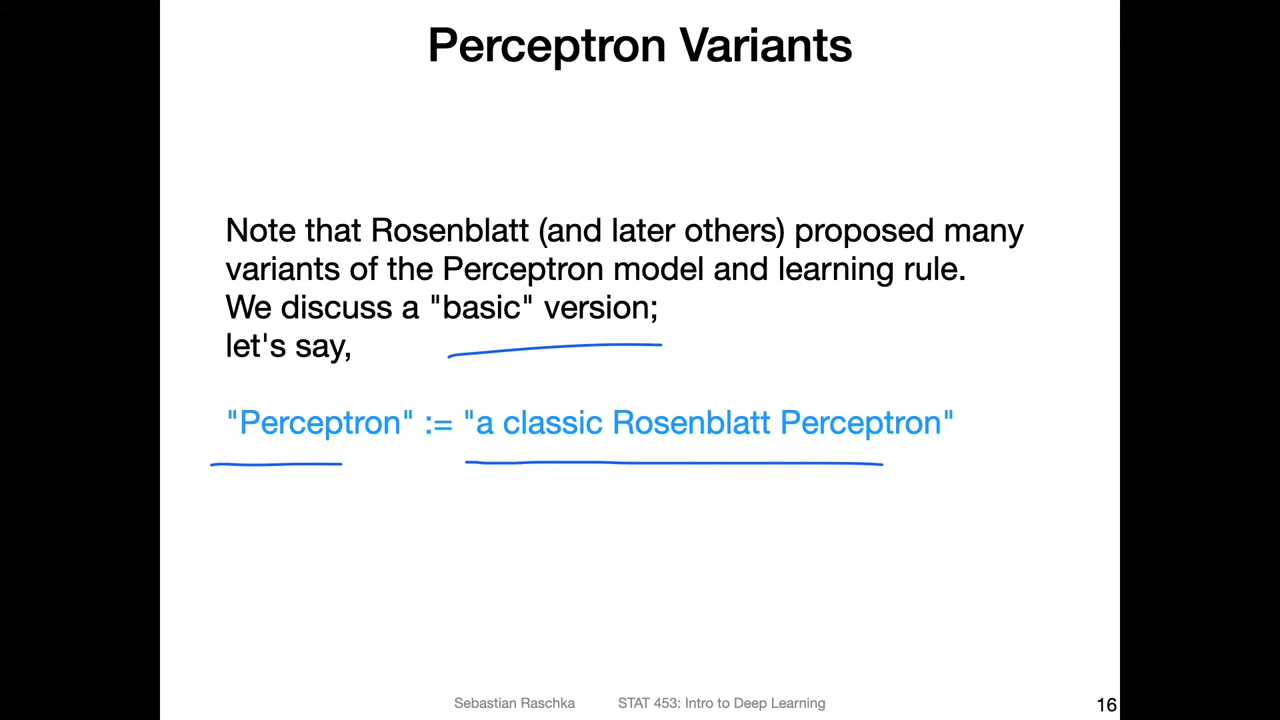 Perceptron Variants
Note that Rosenblatt (and later others) proposed many
variants of the Perceptron model and learning rule.
We discuss a "basic" version;
let's say,
"Perceptron" := "a classic Rosenblatt Perceptron"
Sebastian Raschka STAT 453: Intro to Deep Learning 16